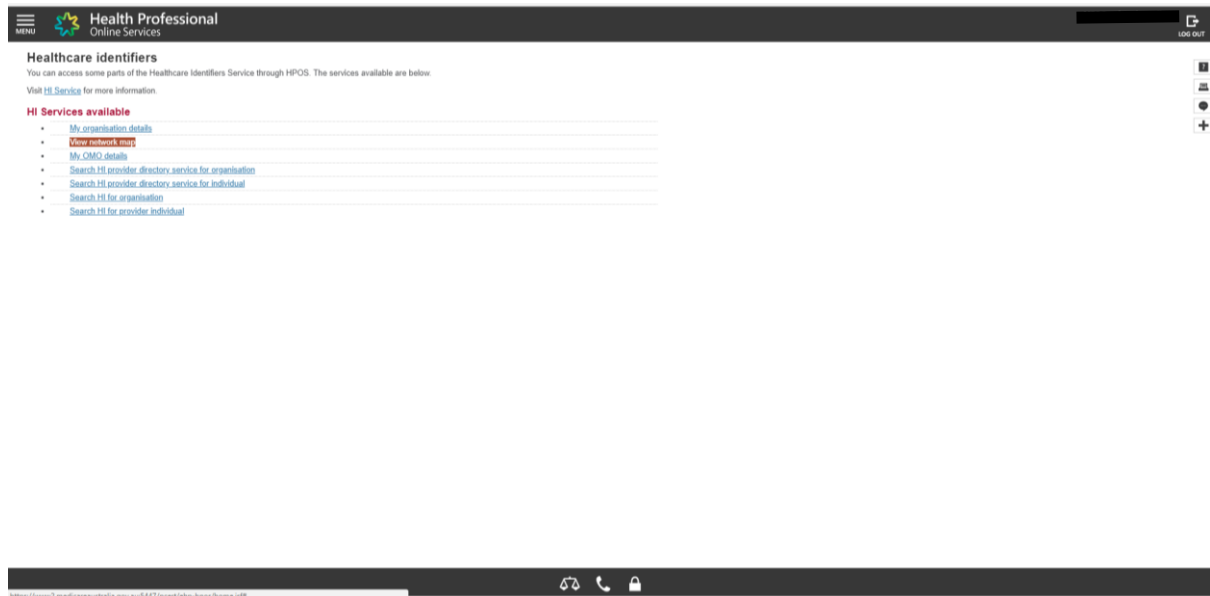 Health Professional
Online Services
MENU
LOG OUT
Healthcare identifiers
You can access some parts of the Healthcare Identifiers Service through HPOS. The services available are below.
Visit HI Service for more information.
HI Services available
My organisation details
View network map
My OMO details
Search HI provider directory service for organisation
Search HI provider directory service for individual
Search HI for organisation
Search HI for provider individual